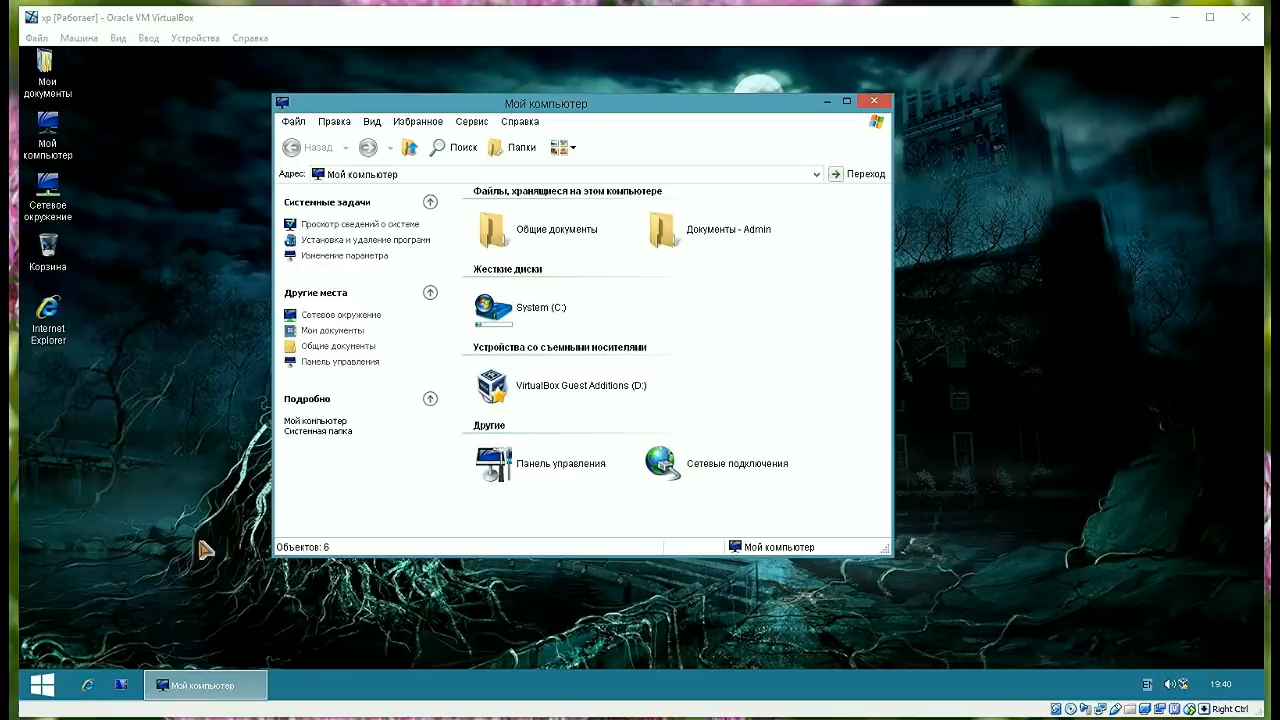 xp [Работает] - Oracle VM VirtualBox
Файл Машина Вид Ввод Устройства Справка
Мои
документы
Мой
компьютер
Сетевое
окружение
Корзина
Internet
Explorer
Мой компьютер
Файл Правка Вид Избранное Сервис Справка
Назад Поиск Папки
Адрес: Мой компьютер Переход
Системные задачи
Просмотр сведений о системе
Установка и удаление программ
Изменение параметра
Другие места
Сетевое окружение
Мои документы
Общие документы
Панель управления
Подробно
Мой компьютер
Системная папка
Файлы, хранящиеся на этом компьютере
Общие документы Документы - Admin
Жесткие диски
System (C:)
Устройства со съемными носителями
VirtualBox Guest Additions (D:)
Другие
Панель управления Сетевые подключения
Объектов: 6 Мой компьютер
Мой компьютер EN 19:40
Right Ctrl